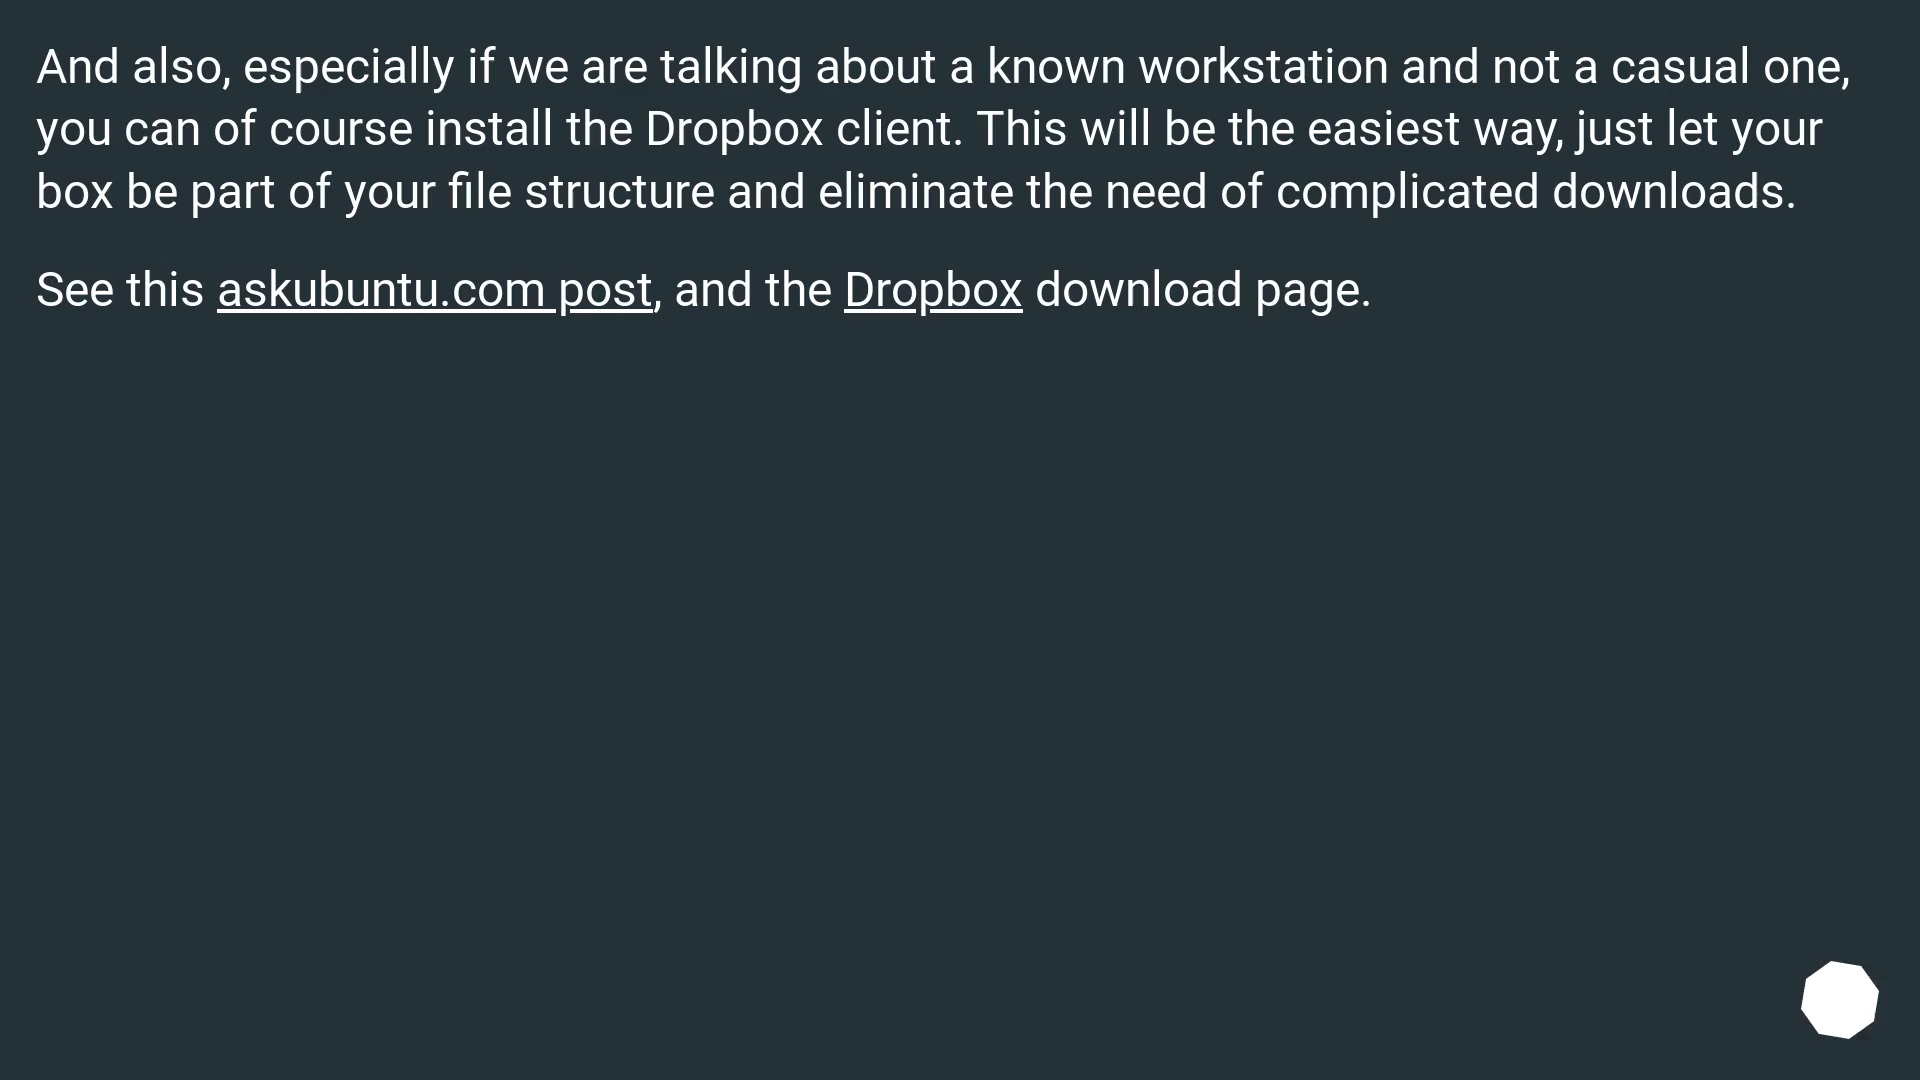 And also, especially if we are talking about a known workstation and not a casual one,
you can of course install the Dropbox client. This will be the easiest way, just let your
box be part of your file structure and eliminate the need of complicated downloads.
See this askubuntu.com post, and the Dropbox download page.